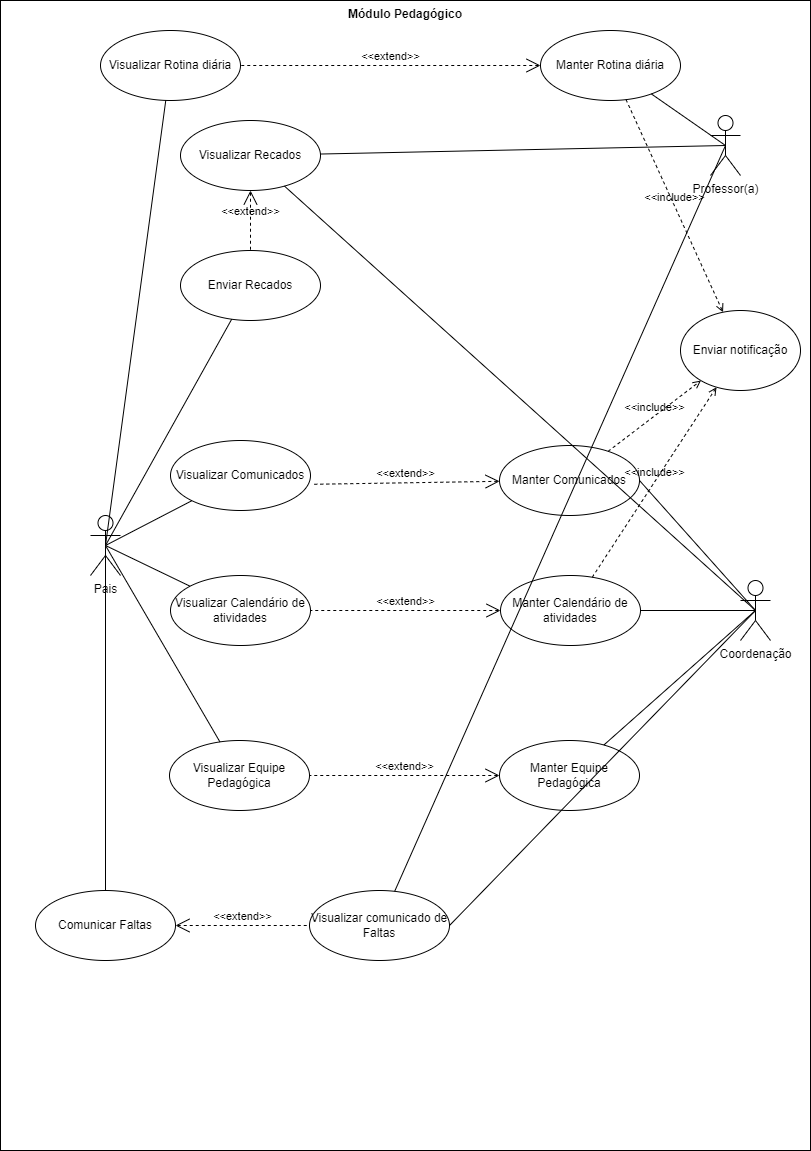 Módulo Pedagógico
Visualizar Rotina diária
<<extend>>
Manter Rotina diária
Visualizar Recados
Professor(a)
<<include>>
<<extend>>
Enviar Recados
Enviar notificação
<<include>>
Visualizar Comunicados
<<extend>>
Manter Comunicados
<<include>>
Pais
Visualizar Calendário de
atividades
<<extend>>
Manter Calendário de
atividades
Coordenação
Visualizar Equipe
Pedagógica
<<extend>>
Manter Equipe
Pedagógica
Comunicar Faltas
<<extend>>
Visualizar comunicado de
Faltas